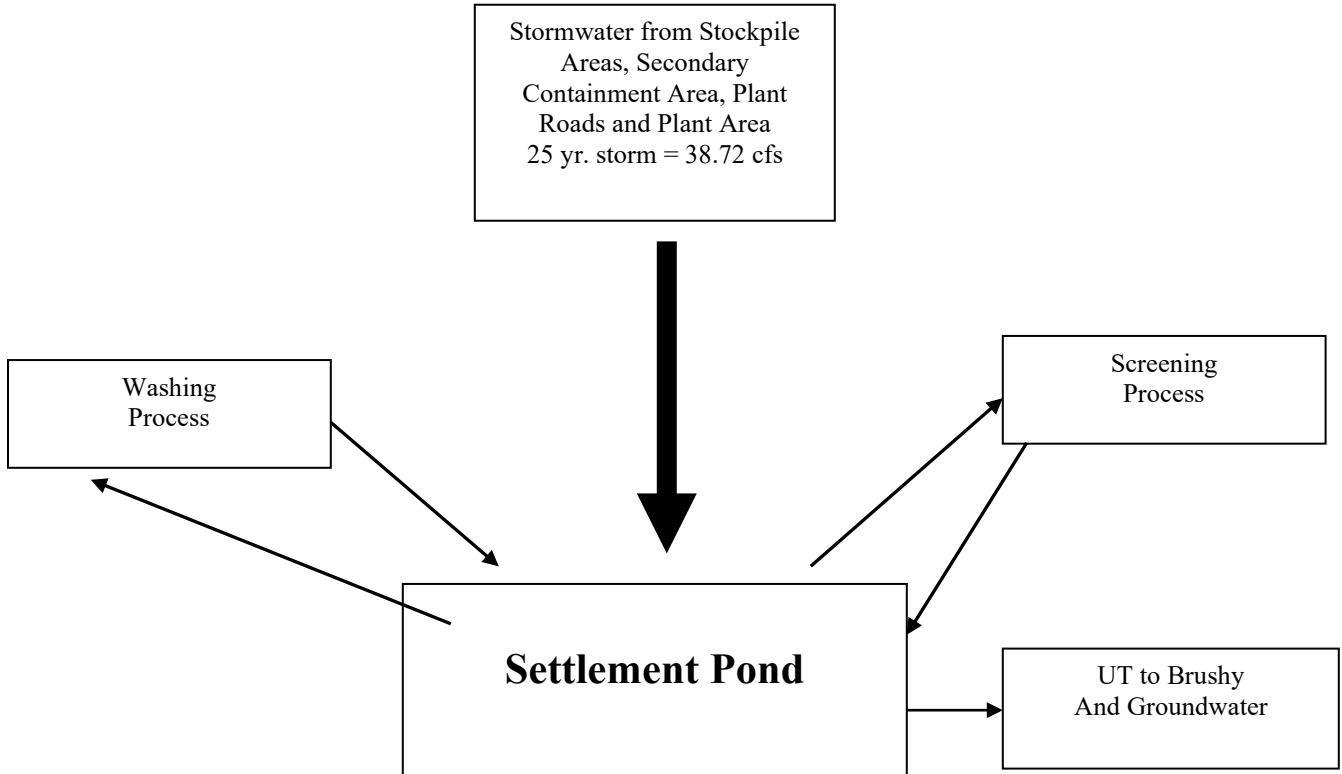 Stormwater from Stockpile
Areas, Secondary
Containment Area, Plant
Roads and Plant Area
25 yr. storm = 38.72 cfs
Washing
Process
Screening
Process
Settlement Pond
UT to Brushy
And Groundwater